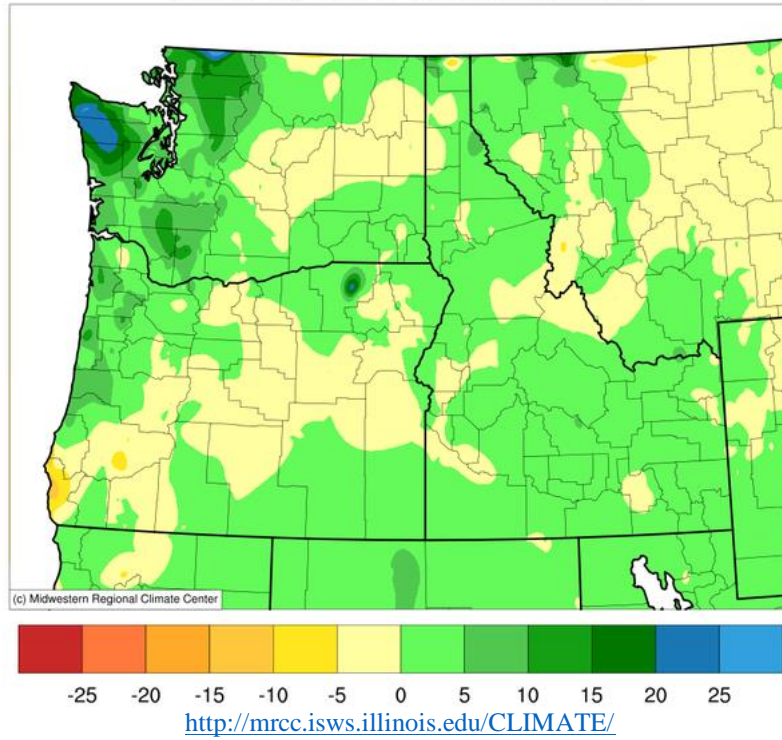 (c) Midwestern Regional Climate Center
-25 -20 -15 -10 -5 0 5 10 15 20 25
http://mrcc.isws.illinois.edu/CLIMATE/